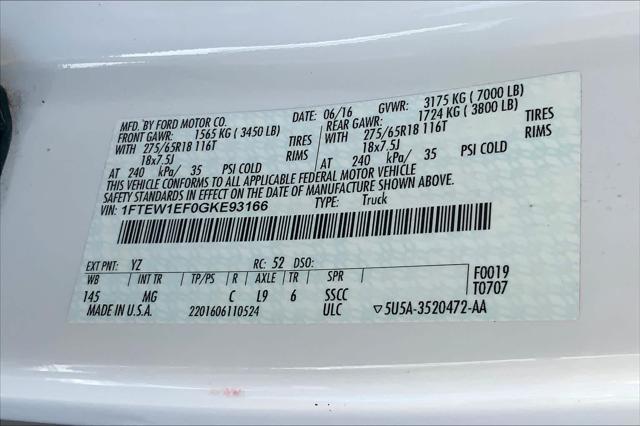 MFD. BY FORD MOTOR CO. DATE: 06/16 GVWR: 3175 KG ( 7000 LB)
FRONT GAWR: 1565 KG ( 3450 LB) REAR GAWR: 1724 KG ( 3800 LB)
WITH 275/65R18 116T TIRES WITH 275/65R18 116T TIRES
18x7.5J RIMS 18x7.5J RIMS
AT 240 kPa/ 35 PSI COLD AT 240 kPa/ 35 PSI COLD
THIS VEHICLE CONFORMS TO ALL APPLICABLE FEDERAL MOTOR VEHICLE
SAFETY STANDARDS IN EFFECT ON THE DATE OF MANUFACTURE SHOWN ABOVE.
VIN: 1FTEW1EF0GKE93166 TYPE: Truck
EXT PNT: YZ RC: 52 DSO:
WB INT TR TP/PS R AXLE TR SPR F0019
145 MG C L9 6 SSCC T0707
MADE IN U.S.A. 2201606110524 ULC ▽5U5A-3520472-AA